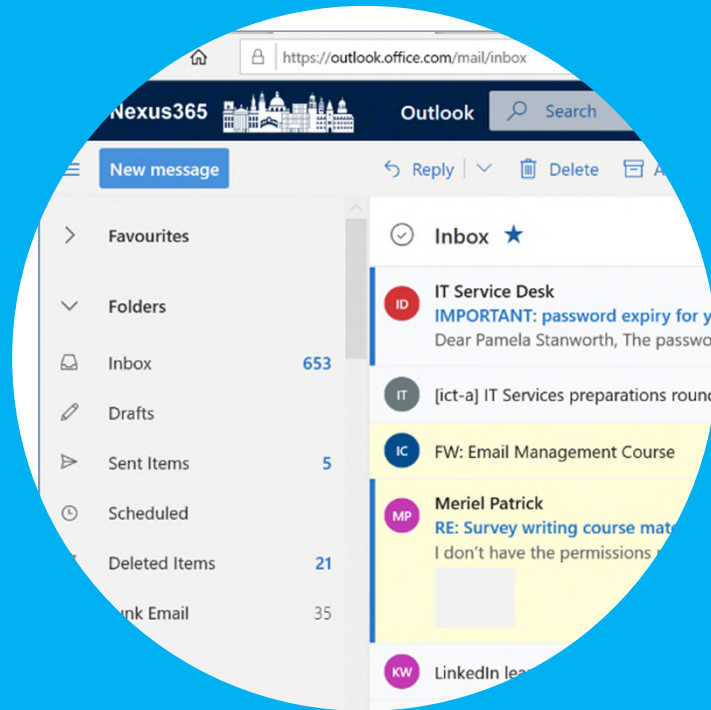 https://outlook.office.com/mail/inbox
Nexus365
Outlook
Search
New message
Reply
Delete
Favourites
Folders
Inbox 653
Drafts
Sent Items 5
Scheduled
Deleted Items 21
Email 35
Inbox
ID
IT Service Desk
IMPORTANT: password expiry for
Dear Pamela Stanworth, The
IT
[ict-a] IT Services preparations
IC
FW: Email Management Course
MP
Meriel Patrick
RE: Survey writing course
I don't have the permissions
KW
LinkedIn